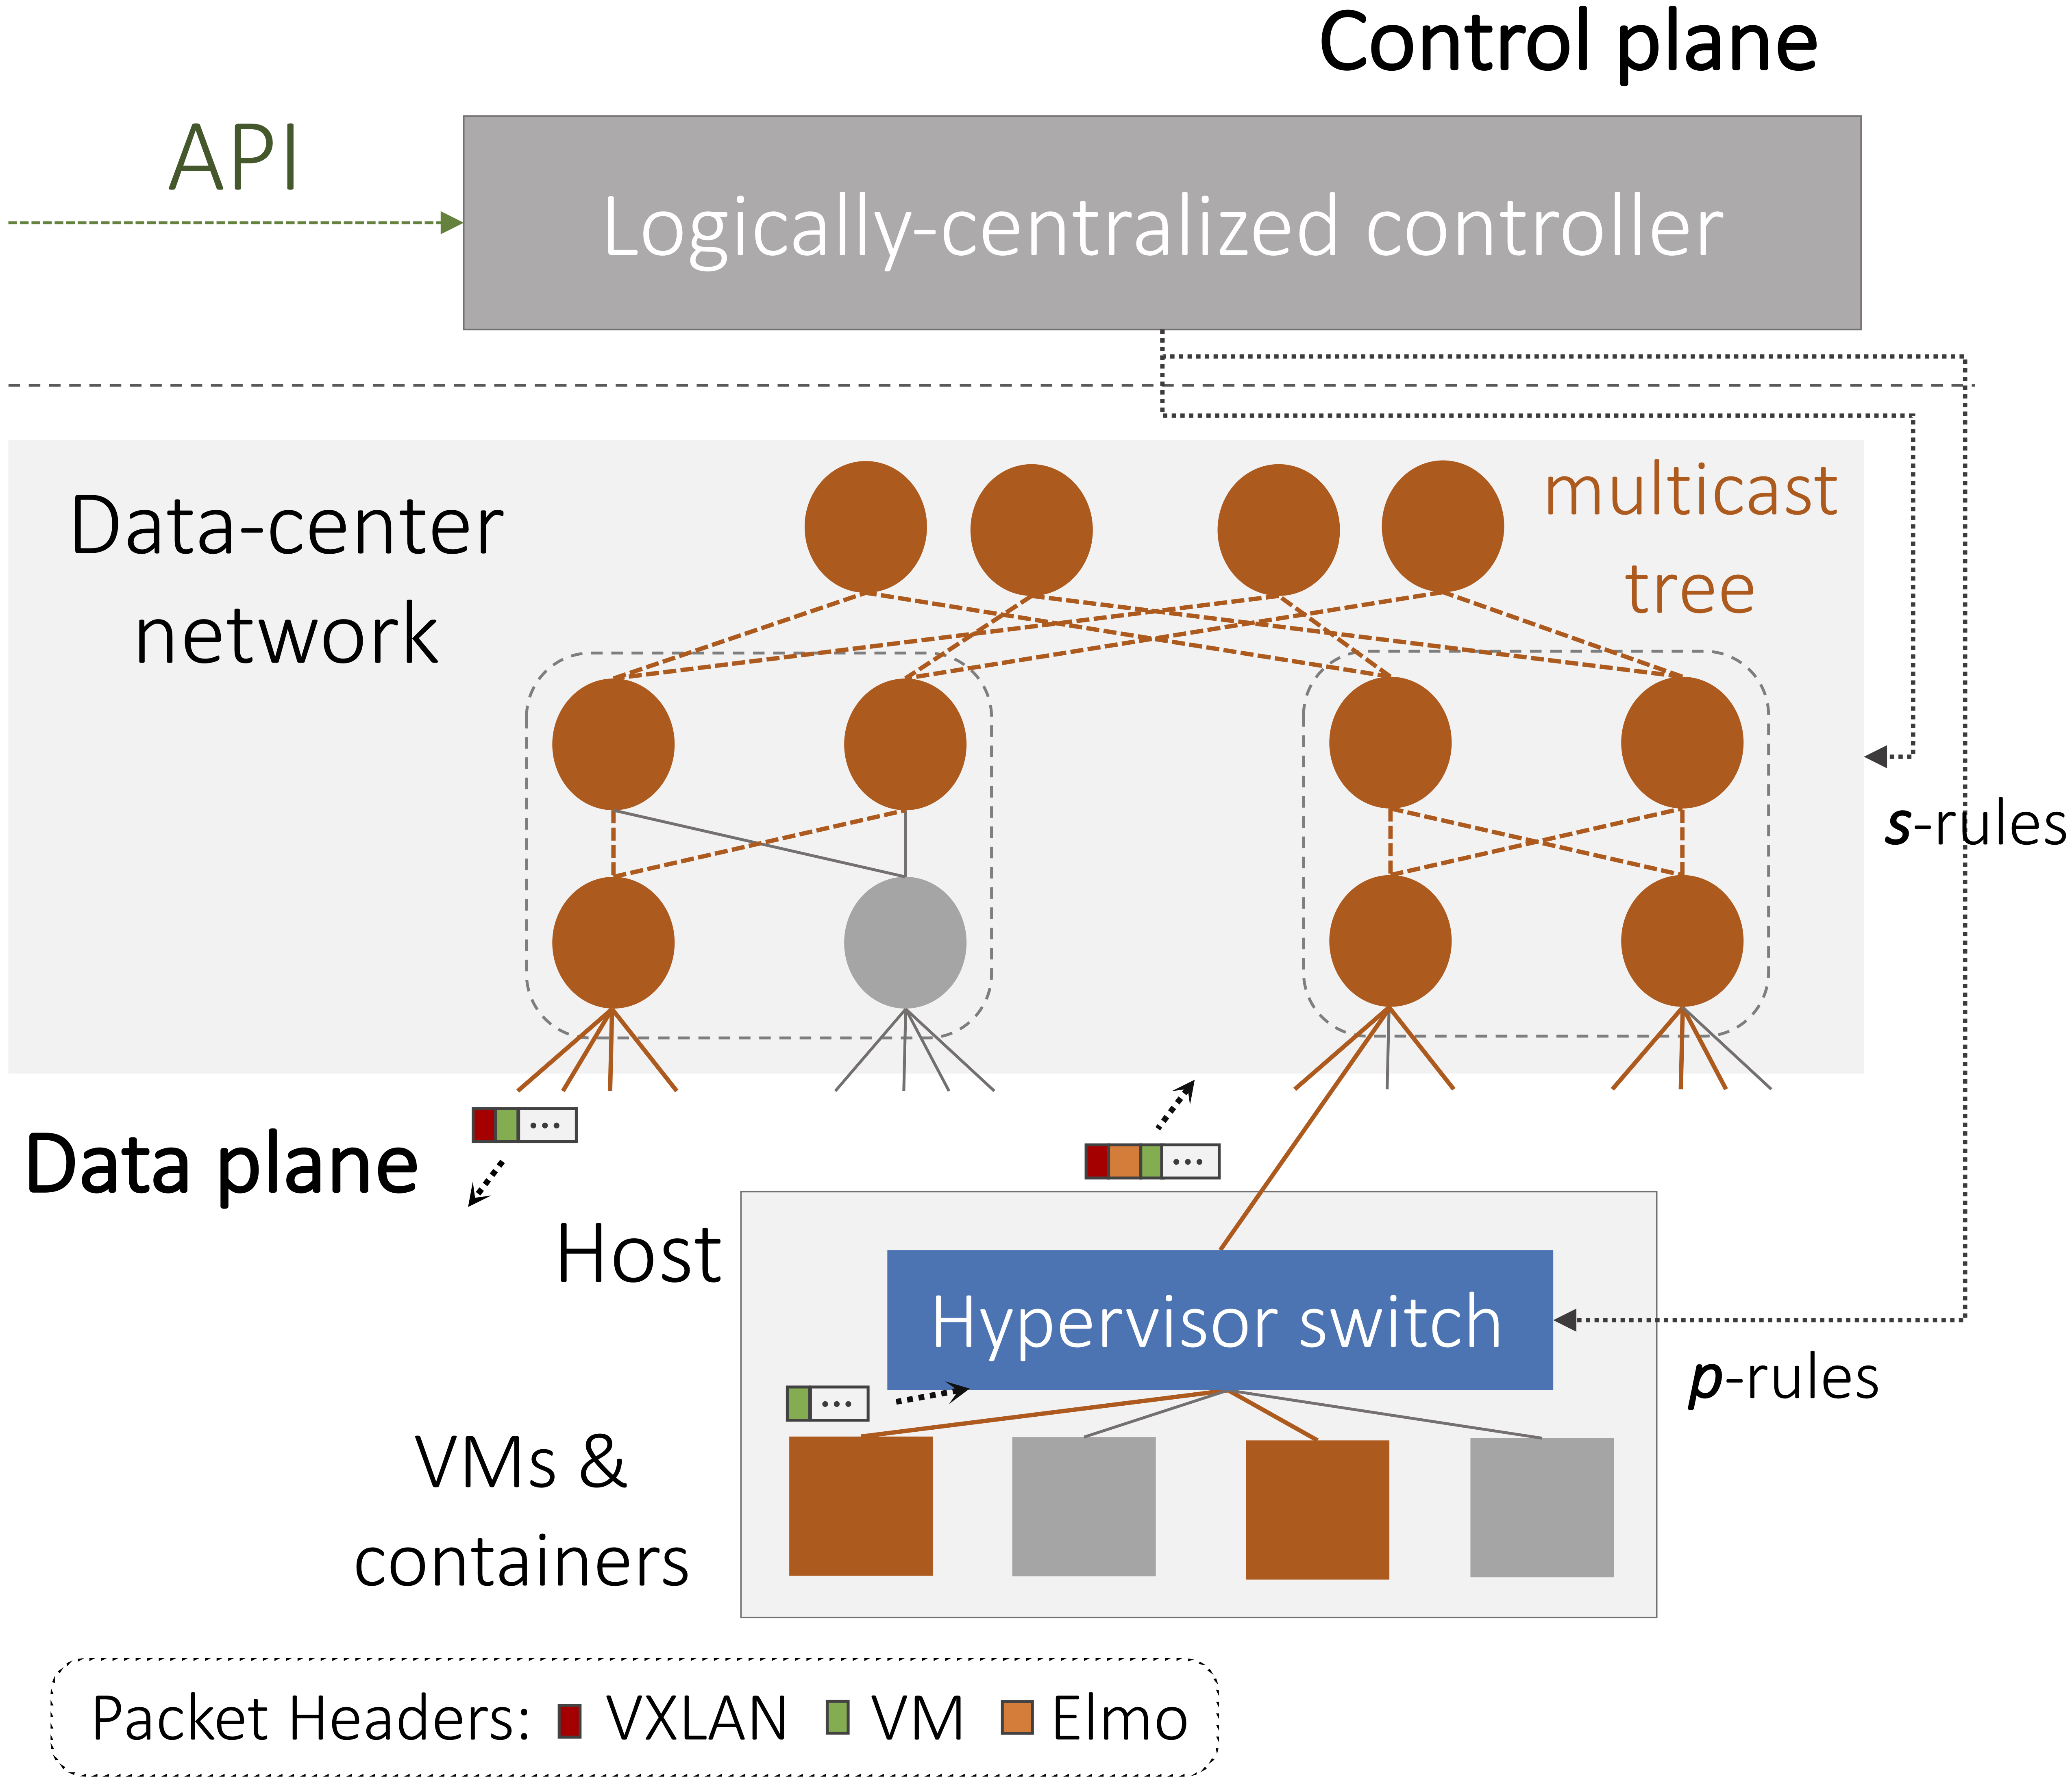 Control plane
API
Logically-centralized controller
Data-center
network
multicast
tree
s-rules
Data plane
Host
Hypervisor switch
p-rules
VMs &
containers
Packet Headers: VXLAN VM Elmo